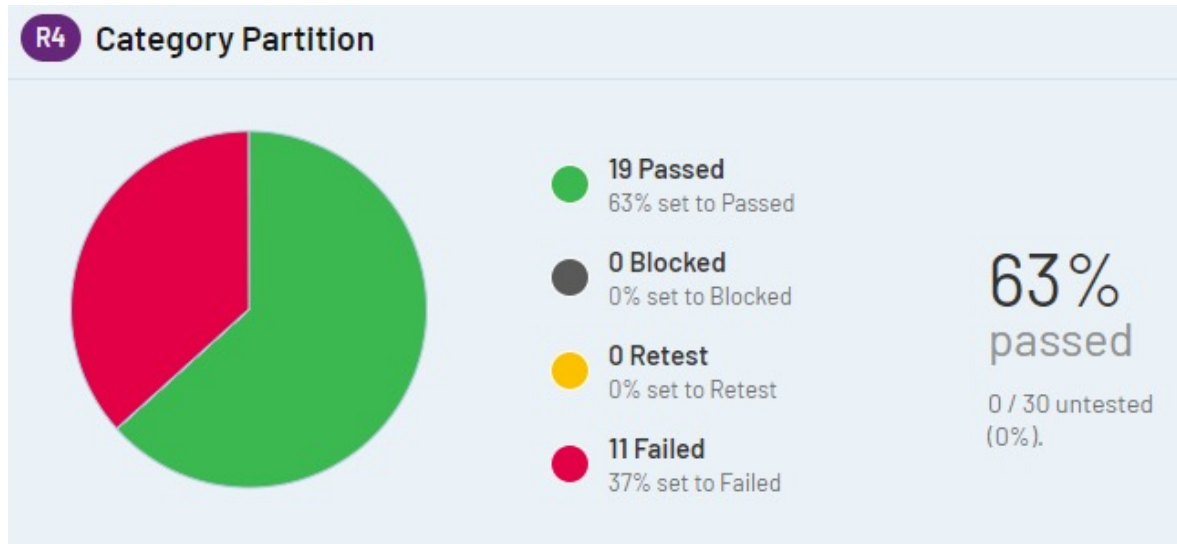 R4 Category Partition
19 Passed
63% set to Passed
0 Blocked
0% set to Blocked
0 Retest
0% set to Retest
11 Failed
37% set to Failed
63%
passed
0 / 30 untested
(0%).